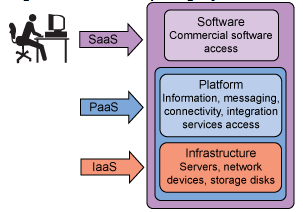 SaaS
Software
Commercial software
access
PaaS
Platform
Information, messaging,
connectivity, integration
services access
IaaS
Infrastructure
Servers, network
devices, storage disks